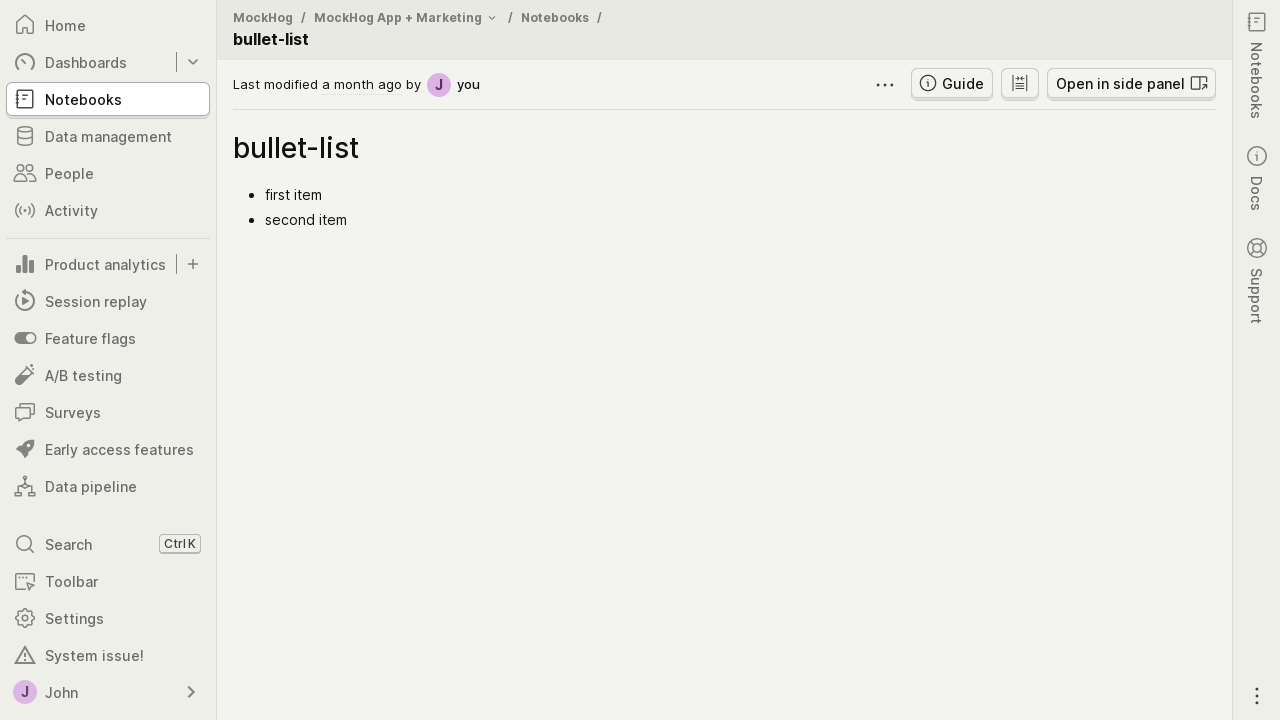 MockHog / MockHog App + Marketing / Notebooks /
bullet-list
Home
Dashboards
Notebooks
Data management
People
Activity
Product analytics
Session replay
Feature flags
A/B testing
Surveys
Early access features
Data pipeline
Search Ctrl K
Toolbar
Settings
System issue!
J John
Last modified a month ago by J you
Guide
Open in side panel
bullet-list
• first item
• second item
Notebooks
Docs
Support